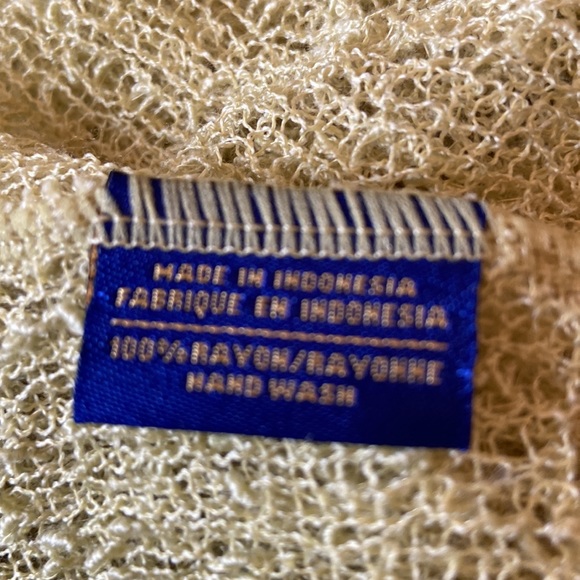 MADE IN INDONESIA
FABRIQUE EN INDONESIA
100% RAYON/RAYONNE
HAND WASH